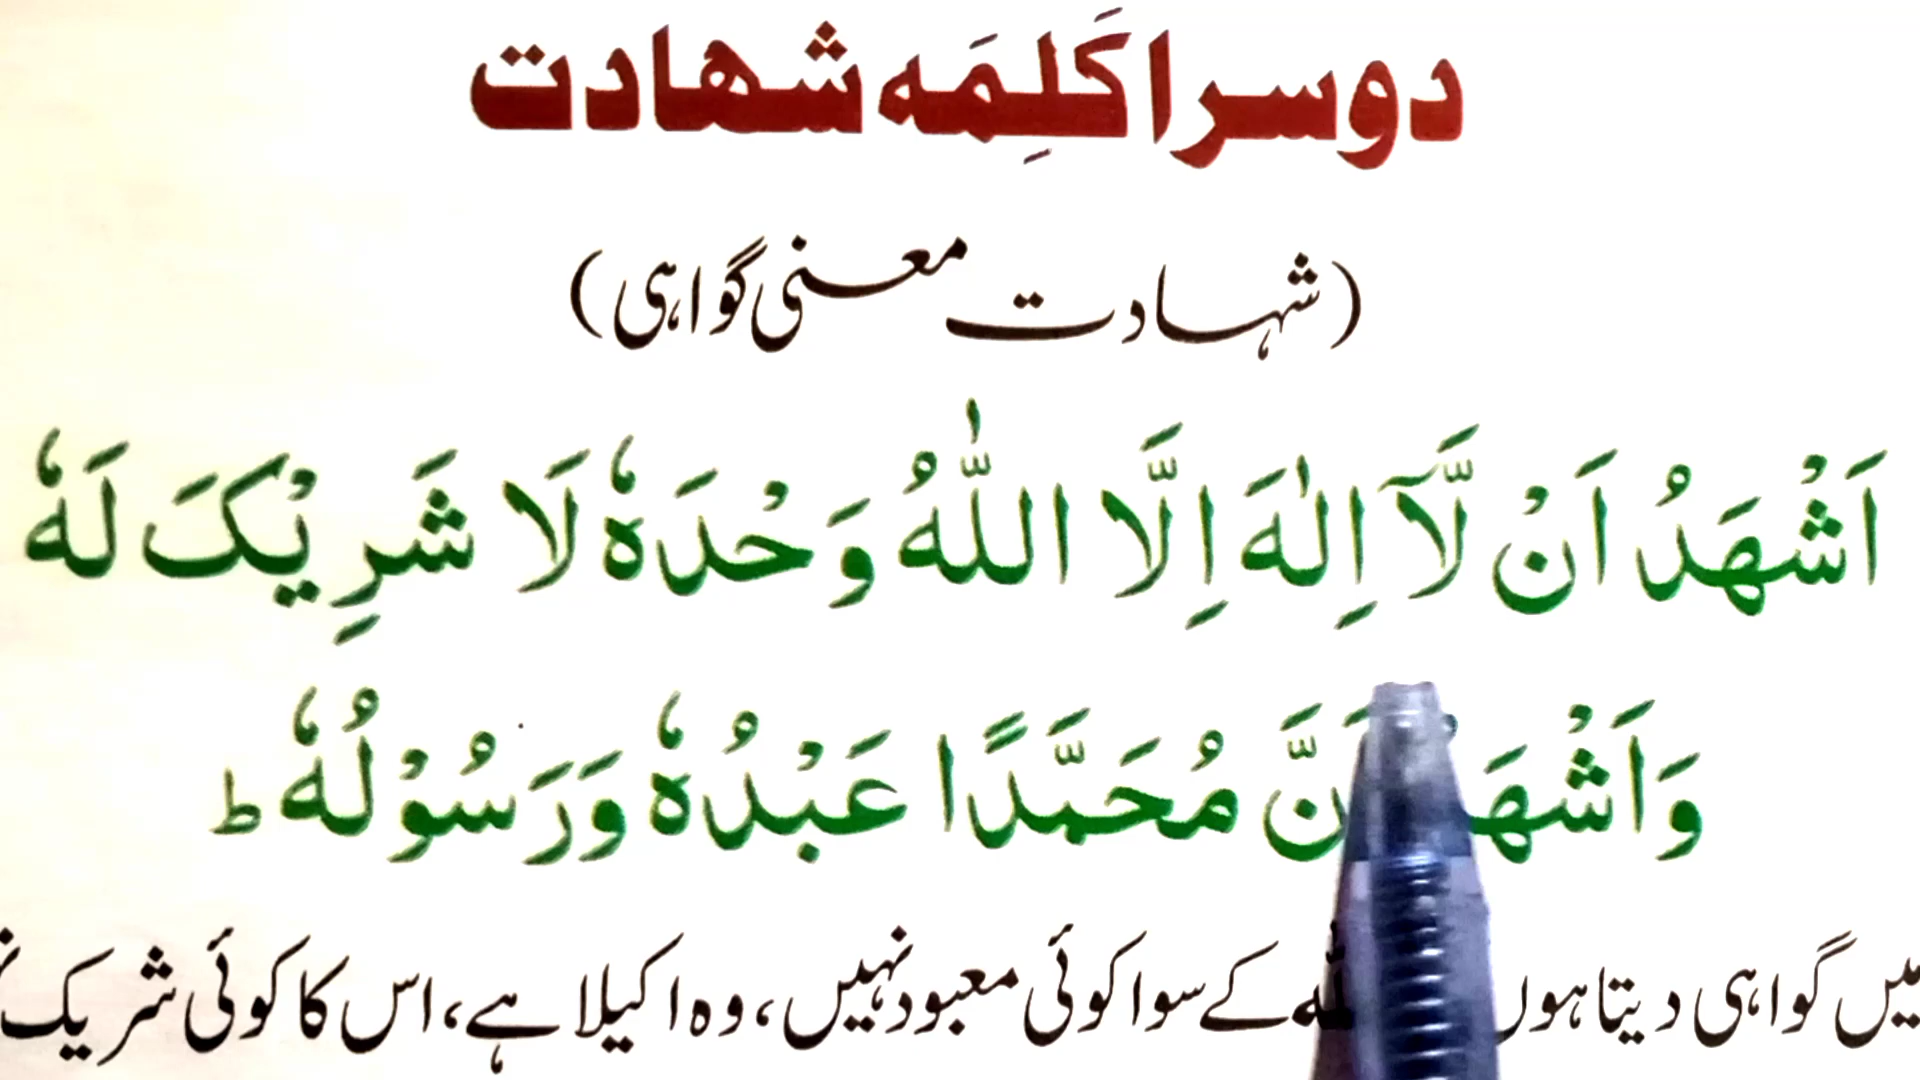 دوسرا کَلِمَہ شہادت
(شہادت معنی گواہی)
اَشْهَدُ اَنْ لَّآ اِلٰهَ اِلَّا اللّٰهُ وَحْدَهٗ لَا شَرِيْكَ لَهٗ
وَاَشْهَدُ اَنَّ مُحَمَّدًا عَبْدُهٗ وَرَسُوْلُهٗ ط
میں گواہی دیتا ہوں کے سوا کوئی معبود نہیں، وہ اکیلا ہے، اس کا کوئی شریک